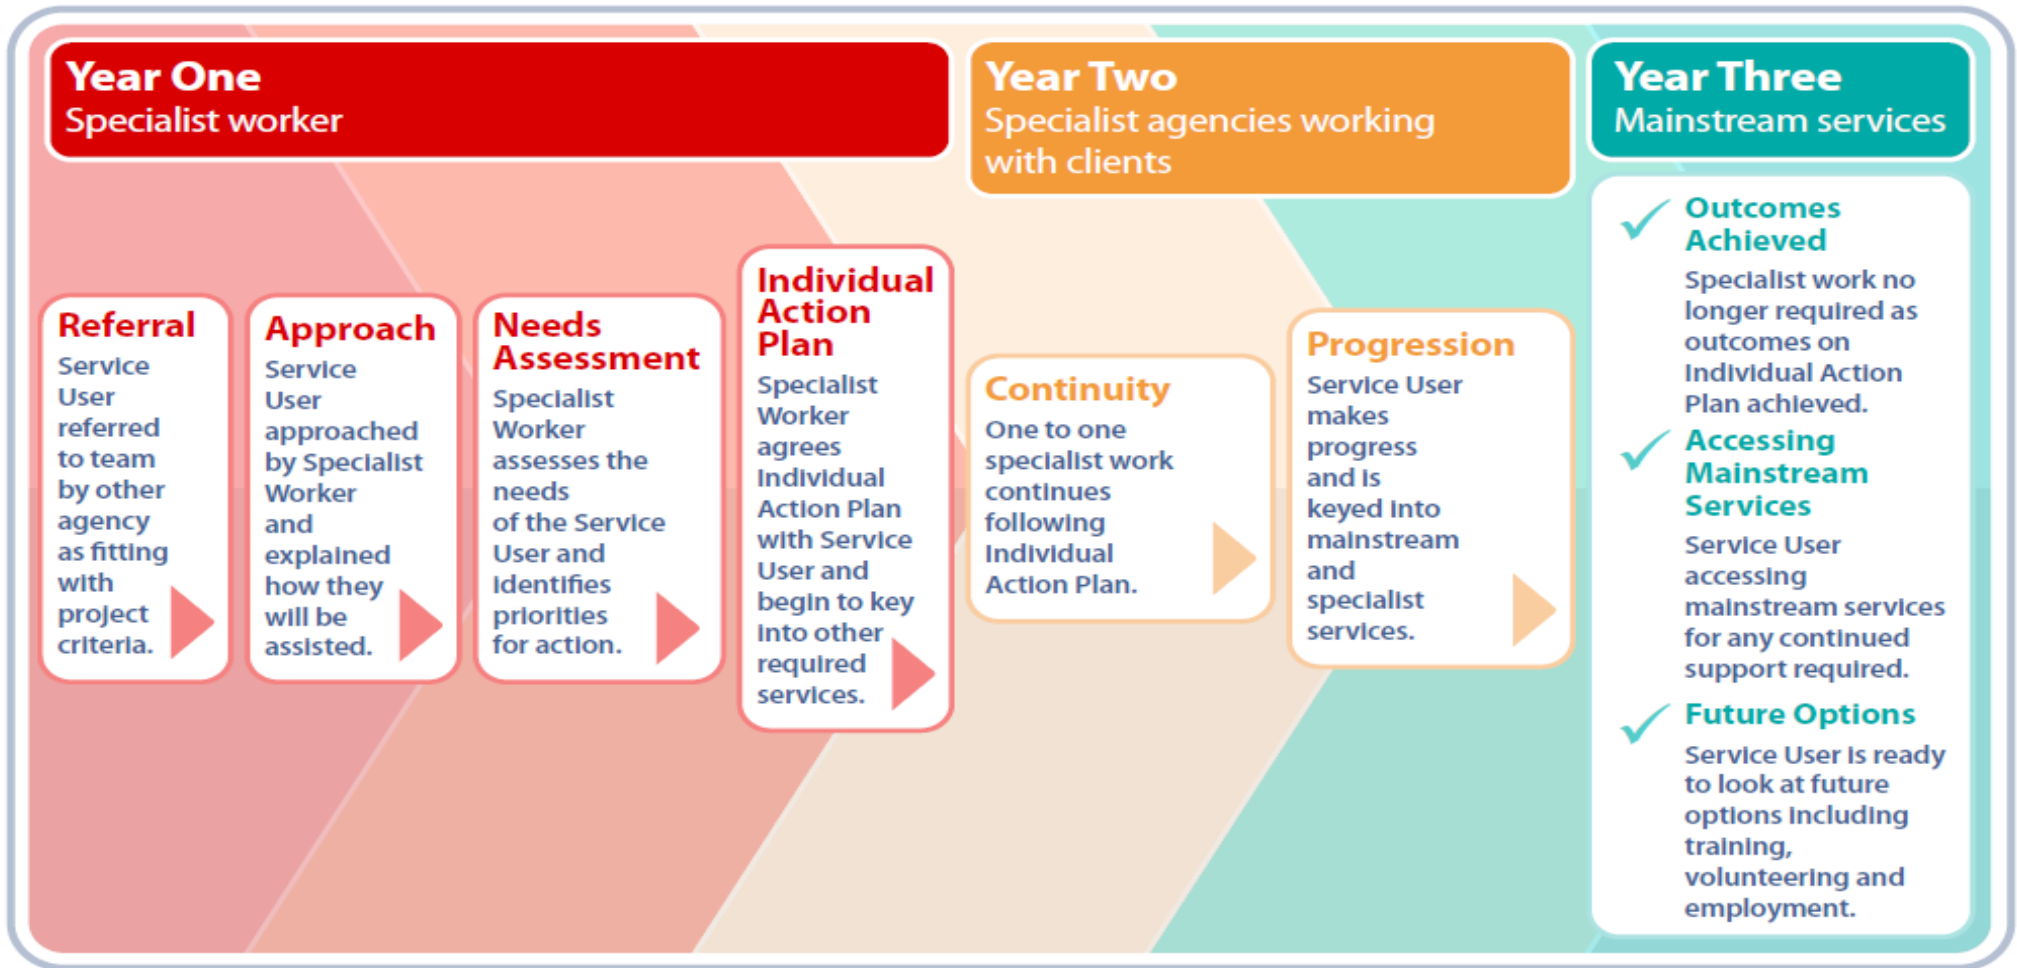 Year One
Specialist worker
Referral
Service
User
referred
to team
by other
agency
as fitting
with
project
criteria.
Approach
Service
User
approached
by Specialist
Worker
and
explained
how they
will be
assisted.
Needs
Assessment
Specialist
Worker
assesses the
needs
of the Service
User and
identifies
priorities
for action.
Individual
Action
Plan
Specialist
Worker
agrees
Individual
Action Plan
with Service
User and
begin to key
into other
required
services.
Year Two
Specialist agencies working
with clients
Continuity
One to one
specialist work
continues
following
Individual
Action Plan.
Progression
Service User
makes
progress
and is
keyed into
mainstream
and
specialist
services.
Year Three
Mainstream services
Outcomes
Achieved
Specialist work no
longer required as
outcomes on
Individual Action
Plan achieved.
Accessing
Mainstream
Services
Service User
accessing
mainstream services
for any continued
support required.
Future Options
Service User is ready
to look at future
options including
training,
volunteering and
employment.